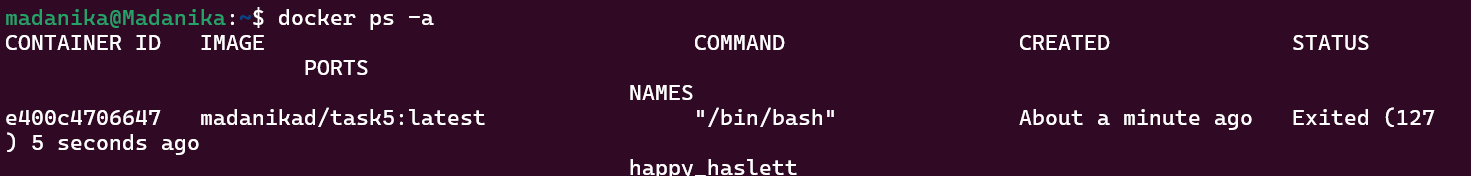 madanika@Madanika:~$ docker ps -a
CONTAINER ID   IMAGE                                 COMMAND                  CREATED              STATUS
                       PORTS
                                                NAMES
e400c4706647   madanikad/task5:latest                "/bin/bash"              About a minute ago   Exited (127
) 5 seconds ago
                                                happy_haslett